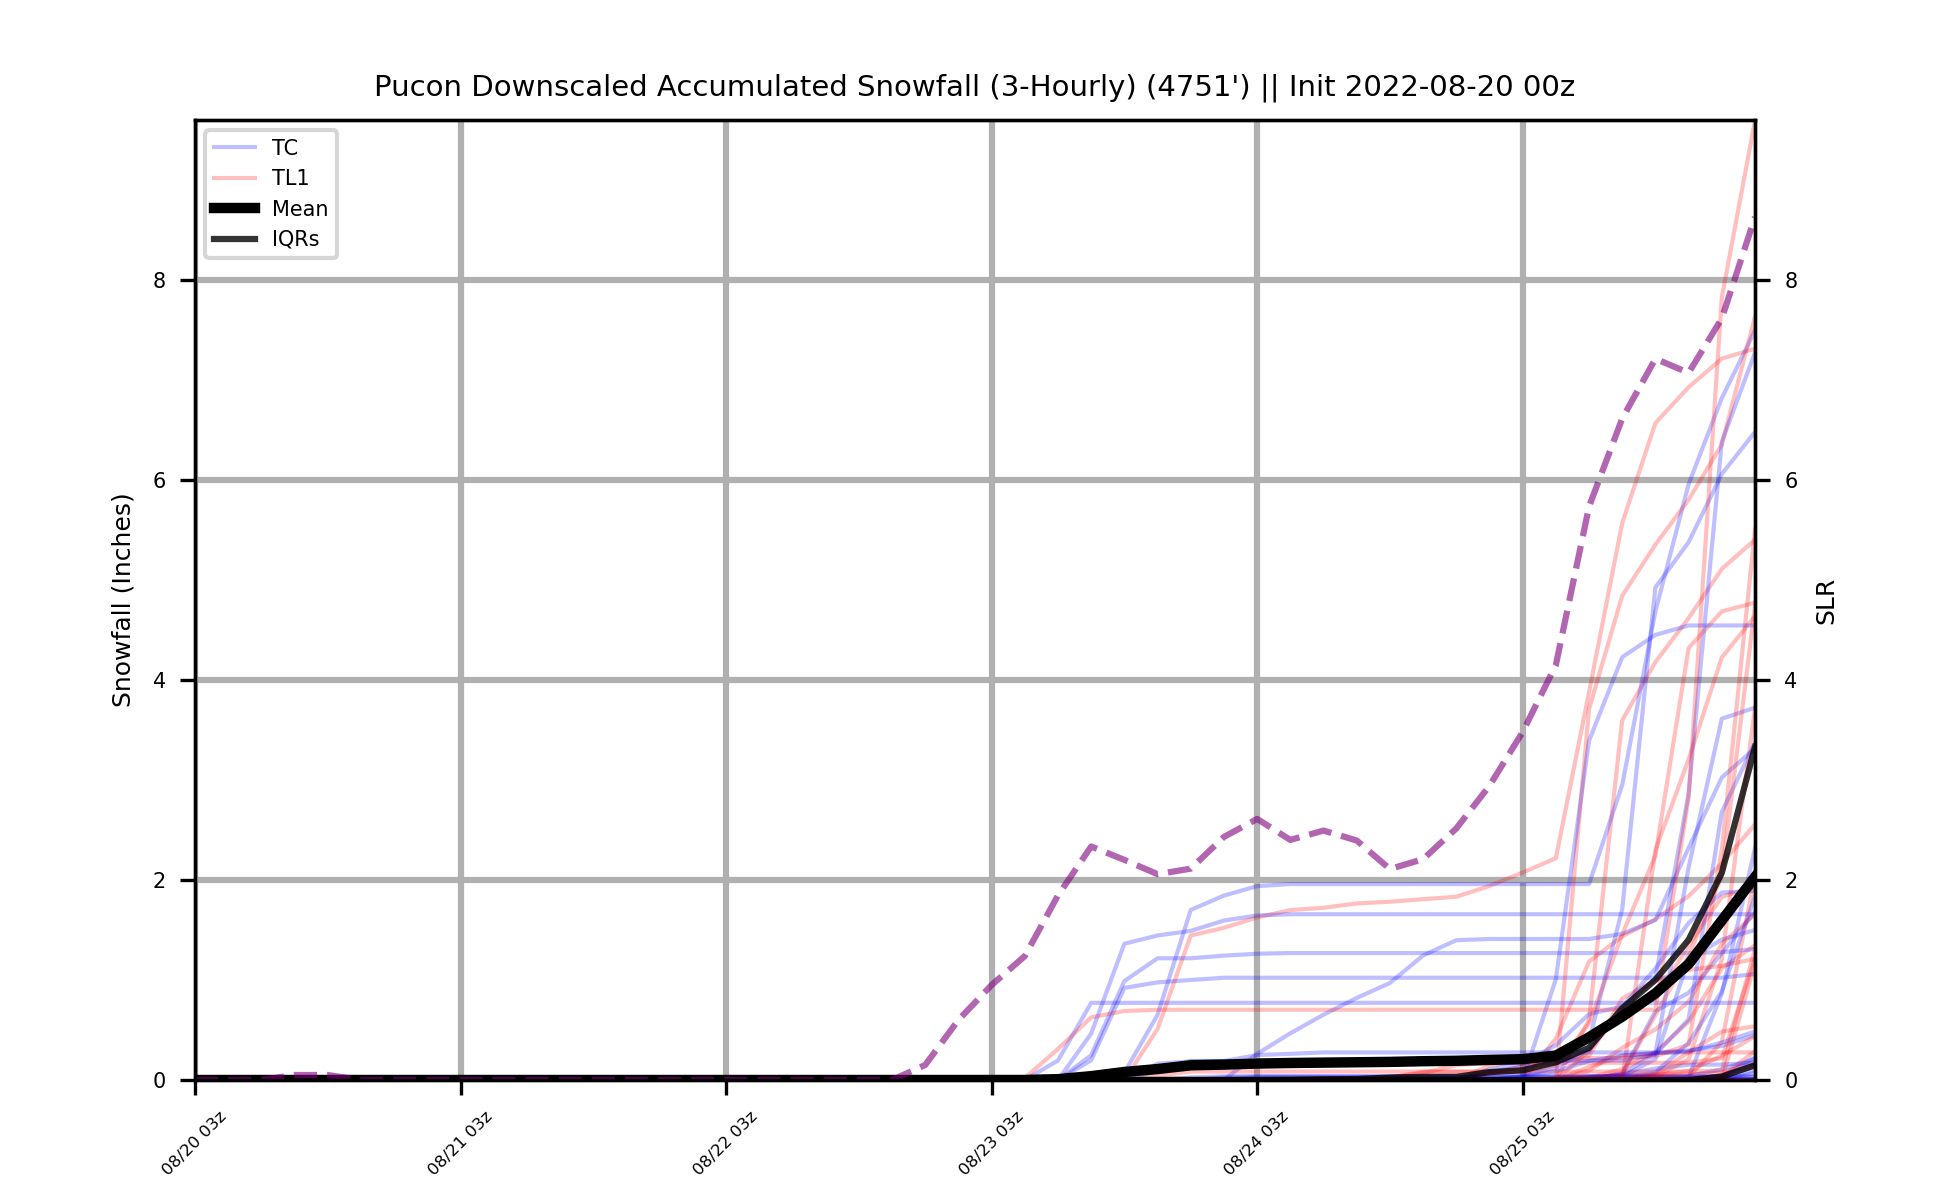 Pucon Downscaled Accumulated Snowfall (3-Hourly) (4751') || Init 2022-08-20 00z
TC
TL1
Mean
IQRs
8
6
4
2
0
Snowfall (Inches)
8
6
4
2
0
SLR
08/20 03z
08/21 03z
08/22 03z
08/23 03z
08/24 03z
08/25 03z